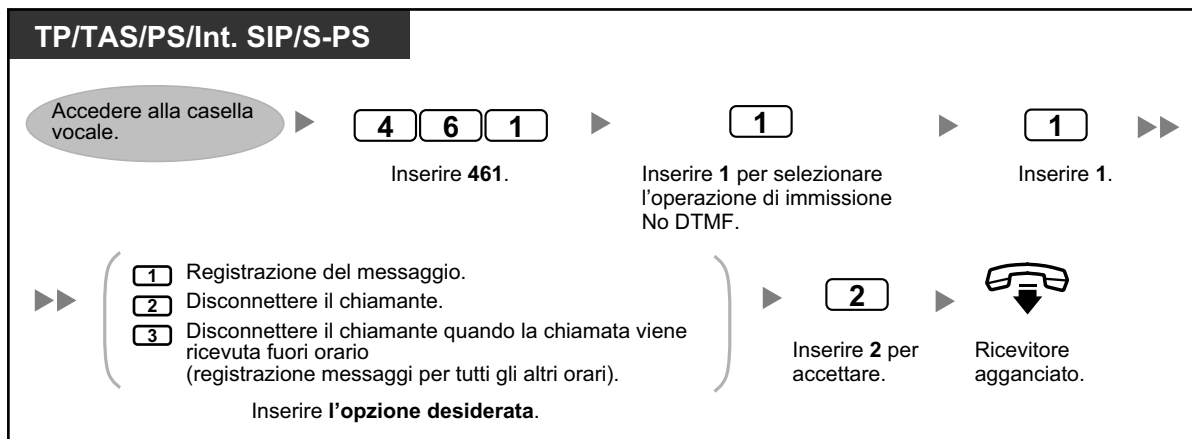 TP/TAS/PS/Int. SIP/S-PS
Accedere alla casella
vocale.
4 6 1
Inserire 461.
1
Inserire 1 per selezionare
l'operazione di immissione
No DTMF.
1
Inserire 1.
1 Registrazione del messaggio.
2 Disconnettere il chiamante.
3 Disconnettere il chiamante quando la chiamata viene
ricevuta fuori orario
(registrazione messaggi per tutti gli altri orari).
Inserire l'opzione desiderata.
2
Inserire 2 per
accettare.
Ricevitore
agganciato.